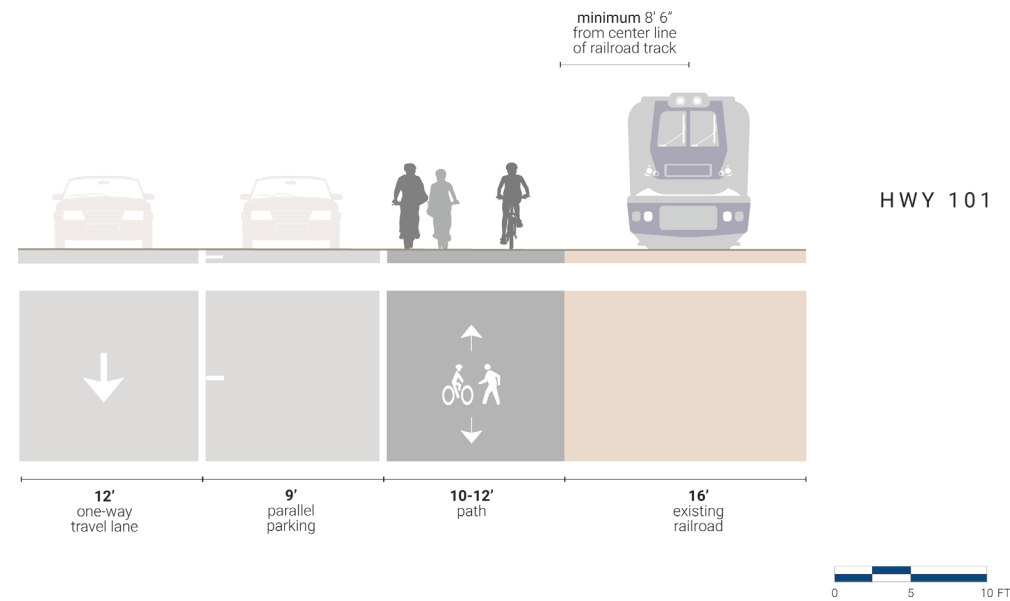 minimum 8’ 6”
from center line
of railroad track
HWY 101
12’
one-way
travel lane
9’
parallel
parking
10-12’
path
16’
existing
railroad
0 5 10 FT